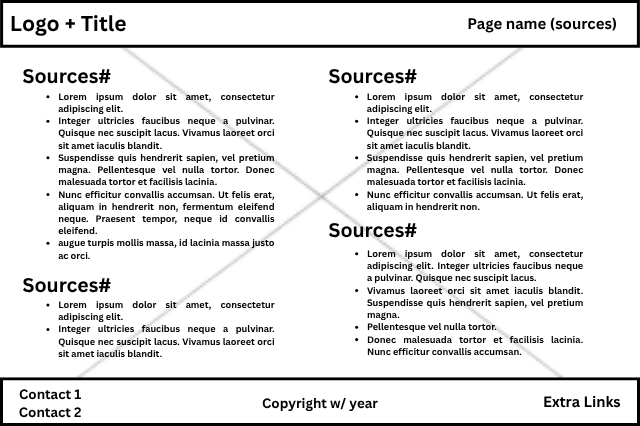 Logo + Title
Page name (sources)
Sources#
• Lorem ipsum dolor sit amet, consectetur
adipiscing elit.
• Integer ultricies faucibus neque a pulvinar.
Quisque nec suscipit lacus. Vivamus laoreet orci
sit amet iaculis blandit.
• Suspendisse quis hendrerit sapien, vel pretium
magna. Pellentesque vel nulla tortor. Donec
malesuada tortor et facilisis lacinia.
• Nunc efficitur convallis accumsan. Ut felis erat,
aliquam in hendrerit non, fermentum eleifend
neque. Praesent tempor, neque id convallis
eleifend.
• augue turpis mollis massa, id lacinia massa justo
ac orci.
Sources#
• Lorem ipsum dolor sit amet, consectetur
adipiscing elit.
• Integer ultricies faucibus neque a pulvinar.
Quisque nec suscipit lacus. Vivamus laoreet orci
sit amet iaculis blandit.
Sources#
• Lorem ipsum dolor sit amet, consectetur
adipiscing elit.
• Integer ultricies faucibus neque a pulvinar.
Quisque nec suscipit lacus. Vivamus laoreet orci
sit amet iaculis blandit.
• Suspendisse quis hendrerit sapien, vel pretium
magna. Pellentesque vel nulla tortor. Donec
malesuada tortor et facilisis lacinia.
• Nunc efficitur convallis accumsan. Ut felis erat,
aliquam in hendrerit non.
Sources#
• Lorem ipsum dolor sit amet, consectetur
adipiscing elit. Integer ultricies faucibus neque
a pulvinar. Quisque nec suscipit lacus.
• Vivamus laoreet orci sit amet iaculis blandit.
Suspendisse quis hendrerit sapien, vel pretium
magna.
• Pellentesque vel nulla tortor.
• Donec malesuada tortor et facilisis lacinia.
Nunc efficitur convallis accumsan.
Contact 1
Contact 2
Copyright w/ year
Extra Links